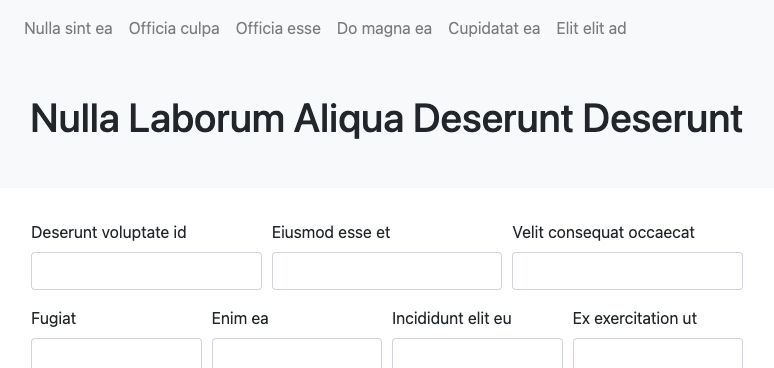 Nulla sint ea Officia culpa Officia esse Do magna ea Cupidatat ea Elit elit ad
Nulla Laborum Aliqua Deserunt Deserunt
Deserunt voluptate id Eiusmod esse et Velit consequat occaecat
Fugiat Enim ea Incididunt elit eu Ex exercitation ut